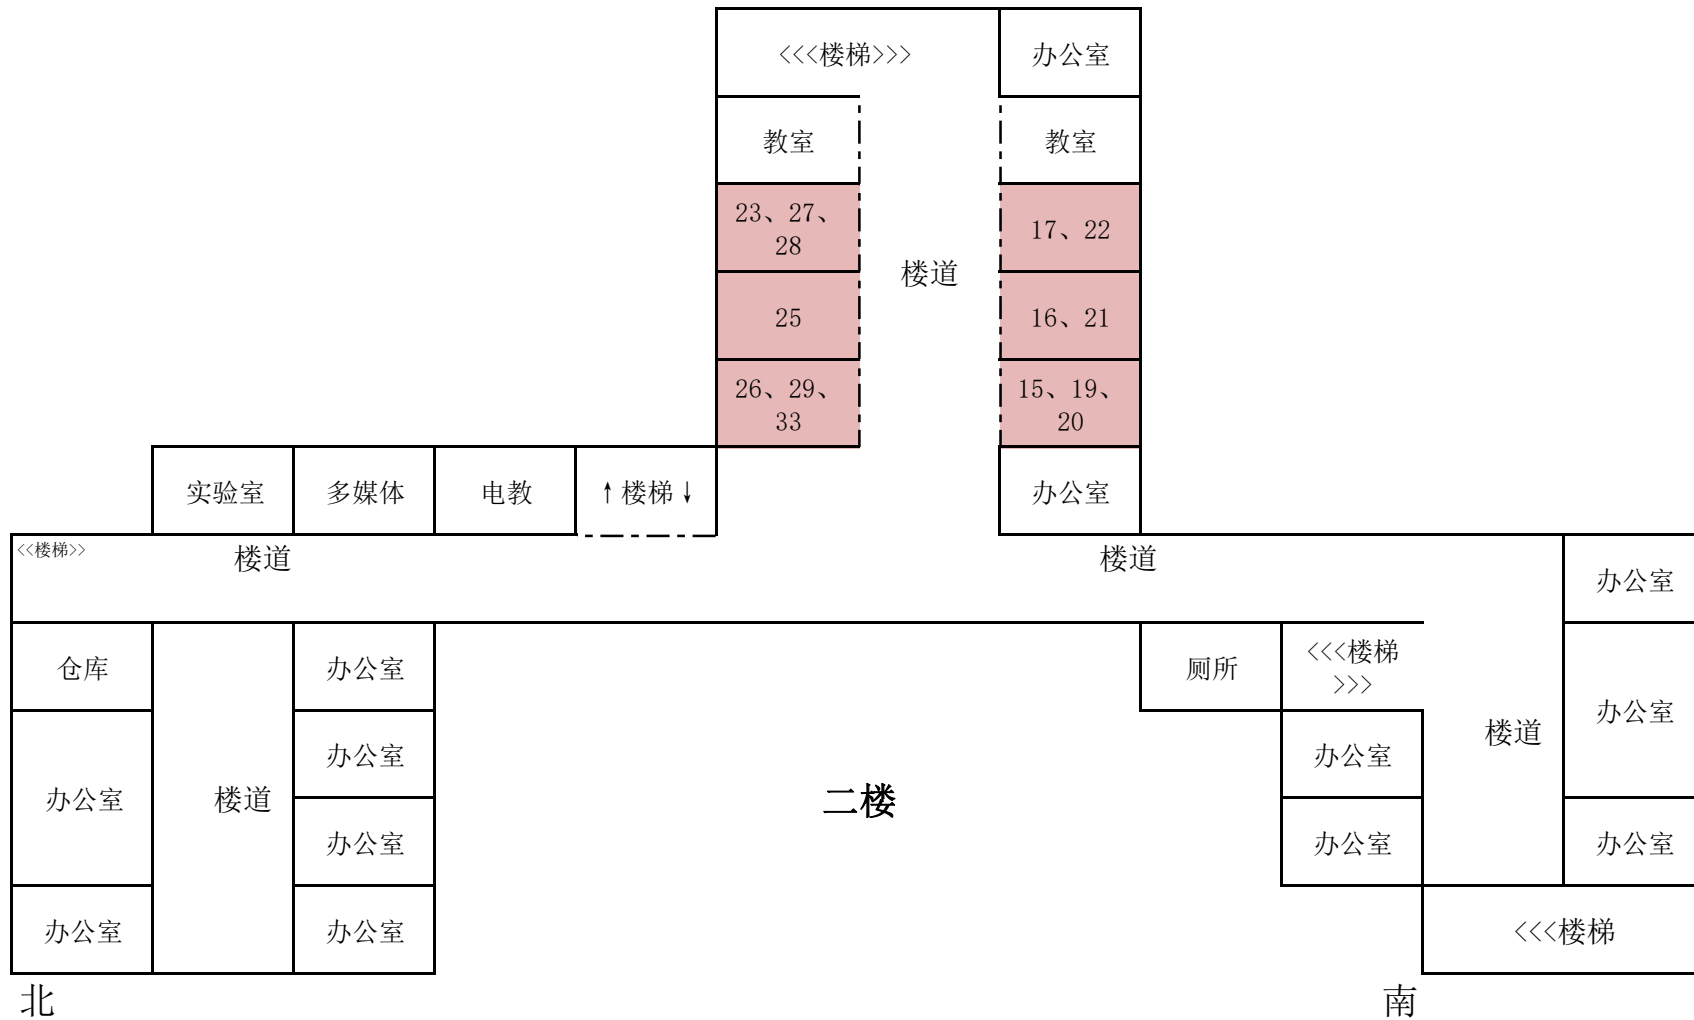 <<<楼梯>>>
办公室
教室
教室
23、27、
28
17、22
楼道
25
16、21
26、29、
33
15、19、
20
实验室
多媒体
电教
↑楼梯↓
办公室
<<楼梯>>
楼道
楼道
办公室
仓库
办公室
厕所
<<<楼梯
>>>
办公室
楼道
办公室
办公室
办公室
楼道
二楼
办公室
办公室
办公室
办公室
办公室
<<<楼梯
北
南